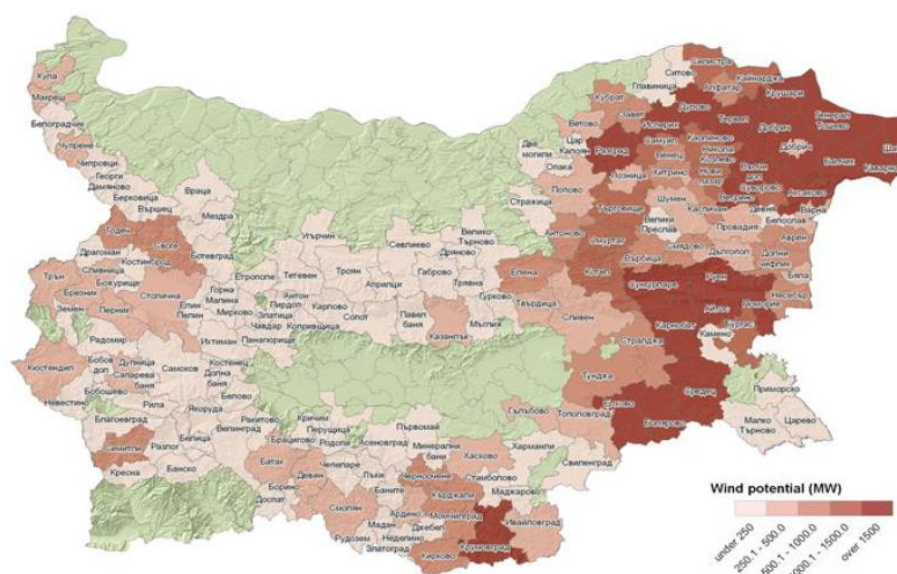 Кула
Макреш
Белоградчик
Чупрене
Чипровци
Георги
Дамяново
Берковица
Вършец
Враца
Мездра
Годеч
Своге
Ботевград
Драгоман
Костинброд
Сливница
Божурище
Трън
Брезник
Перник
Земен
Столична
Елин
Пелин
Горна
Малина
Мирково
Етрополе
Тетевен
Угърчин
Троян
Севлиево
Априлци
Габрово
Велико
Търново
Дряново
Трявна
Гурково
Мъглиж
Казанлък
Павел
баня
Карлово
Сопот
Антон
Пирдоп
Златица
Чавдар
Копривщица
Панагюрище
Ихтиман
Радомир
Кюстендил
Бобов
дол
Дупница
Сапарева
баня
Бобошево
Невестино
Самоков
Костенец
Долна
баня
Белово
Рила
Благоевград
Якоруда
Белица
Велинград
Ракитово
Симитли
Разлог
Кресна
Банско
Кричим
Перущица
Брацигово
Родопи
Асеновград
Първомай
Батак
Чепеларе
Девин
Борино
Доспат
Лъки
Смолян
Баните
Рудозем
Мадан
Неделино
Златоград
Ардино
Джебел
Черноочене
Кърджали
Момчилград
Кирково
Крумовград
Ивайловград
Минерални
бани
Хасково
Стамболово
Маджарово
Харманли
Свиленград
Гълъбово
Тополовград
Елхово
Болярово
Средец
Тунджа
Стралджа
Сливен
Твърдица
Елена
Котел
Сунгурларе
Карнобат
Руен
Айтос
Камено
Бургас
Поморие
Несебър
Приморско
Царево
Малко
Търново
Бяла
Долни
чифлик
Аврен
Варна
Белослав
Девня
Аксаково
Суворово
Ветрино
Провадия
Дългопол
Смядово
Върбица
Велики
Преслав
Шумен
Каспичан
Омуртаг
Антоново
Търговище
Попово
Стражица
Опака
Две
могили
Цар
Калоян
Ветово
Разград
Лозница
Хитрино
Венец
Самуил
Исперих
Завет
Кубрат
Главиница
Ситово
Силистра
Алфатар
Кайнарджа
Дулово
Тервел
Крушари
Добрич
Генерал
Тошево
Добрич
Балчик
Ша
Каварна
Каолиново
Никола
Козлево
Нови
пазар
Вълчи
дол
Wind potential (MW)
under 250
250.1 - 500.0
500.1 - 1000.0
1000.1 - 1500.0
over 1500